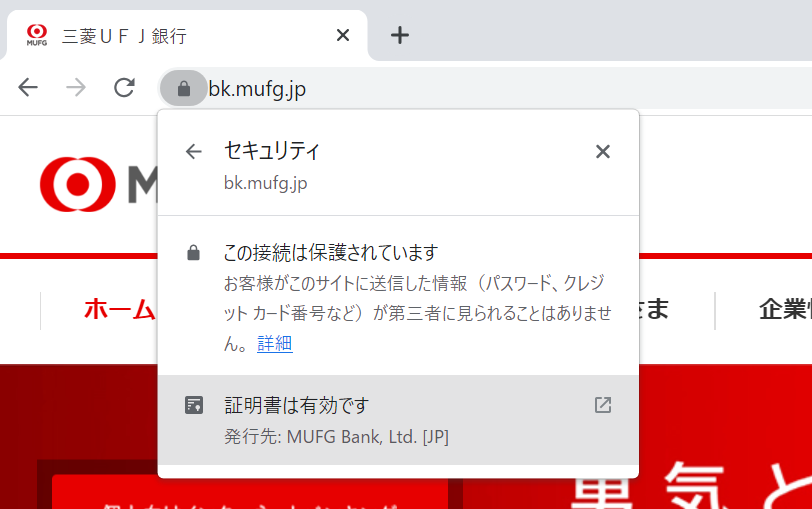 MUFG
三菱ＵＦＪ銀行
bk.mufg.jp
セキュリティ
bk.mufg.jp
この接続は保護されています
お客様がこのサイトに送信した情報（パスワード、クレジ
ット カード番号など）が第三者に見られることはありませ
ん。 詳細
証明書は有効です
発行先: MUFG Bank, Ltd. [JP]
M
ホーム
さま
企業情
勇気と